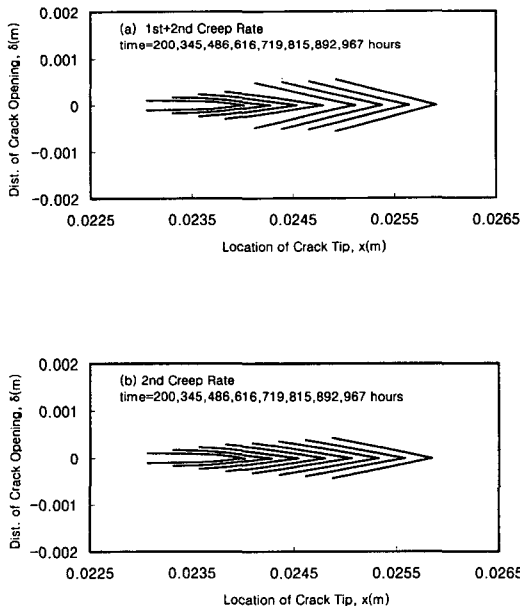 0.002
(a) 1st+2nd Creep Rate
time=200,345,486,616,719,815,892,967 hours
0.001
0
-0.001
-0.002
Dist. of Crack Opening, δ(m)
0.0225 0.0235 0.0245 0.0255 0.0265
Location of Crack Tip, x(m)
0.002
(b) 2nd Creep Rate
time=200,345,486,616,719,815,892,967 hours
0.001
0
-0.001
-0.002
Dist. of Crack Opening, δ(m)
0.0225 0.0235 0.0245 0.0255 0.0265
Location of Crack Tip, x(m)